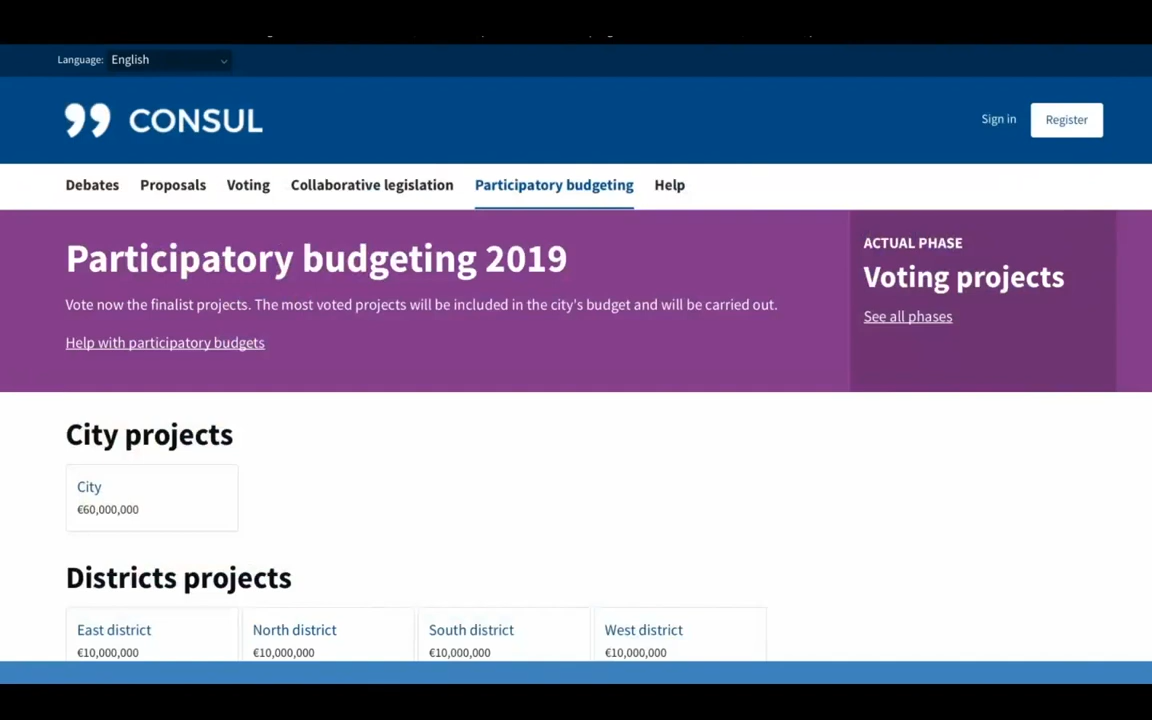 Language: English
CONSUL
Sign in Register
Debates Proposals Voting Collaborative legislation Participatory budgeting Help
Participatory budgeting 2019
Vote now the finalist projects. The most voted projects will be included in the city's budget and will be carried out.
Help with participatory budgets
ACTUAL PHASE
Voting projects
See all phases
City projects
City
€60,000,000
Districts projects
East district North district South district West district
€10,000,000 €10,000,000 €10,000,000 €10,000,000